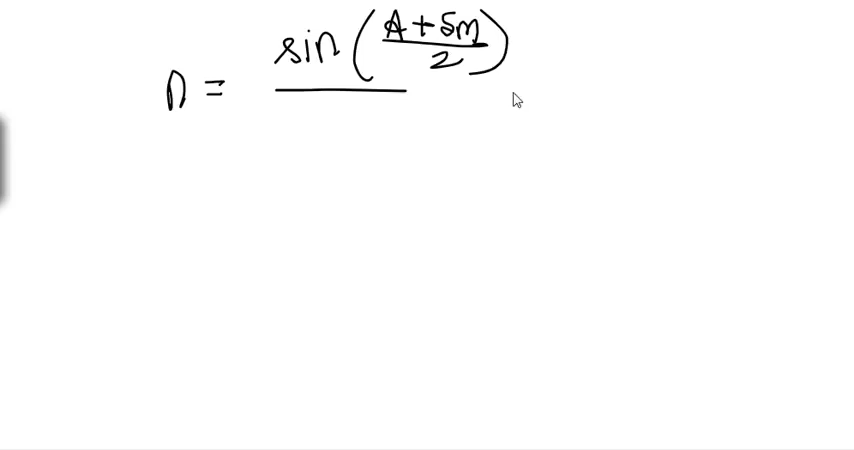 n = sin (A + δm / 2)